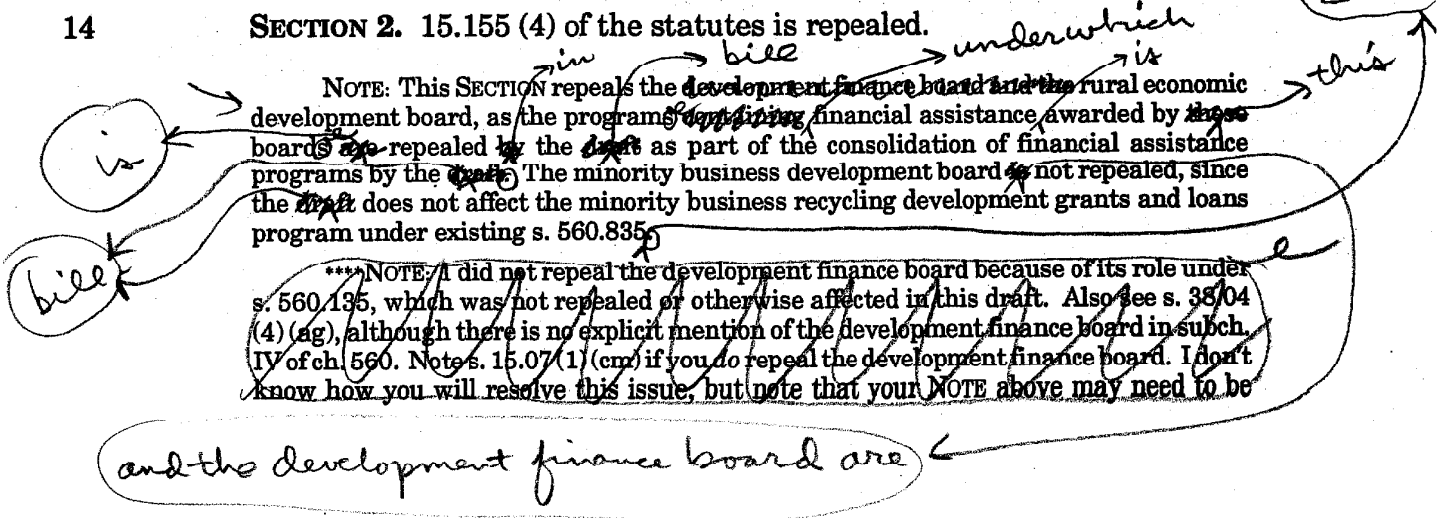 14 SECTION 2. 15.155 (4) of the statutes is repealed.
in bill under which is this
NOTE: This SECTION repeals the development finance board and the rural economic
development board, as the programs financial assistance awarded by these
is boards are repealed by the draft as part of the consolidation of financial assistance
programs by the draft. The minority business development board is not repealed, since
the draft does not affect the minority business recycling development grants and loans
program under existing s. 560.835.
bill
****NOTE: I did not repeal the development finance board because of its role under
s. 560.135, which was not repealed or otherwise affected in this draft. Also see s. 38.04
(4) (ag), although there is no explicit mention of the development finance board in subch.
IV of ch. 560. Note s. 15.07 (1) (cm) if you do repeal the development finance board. I don't
know how you will resolve this issue, but note that your NOTE above may need to be
and the development finance board are